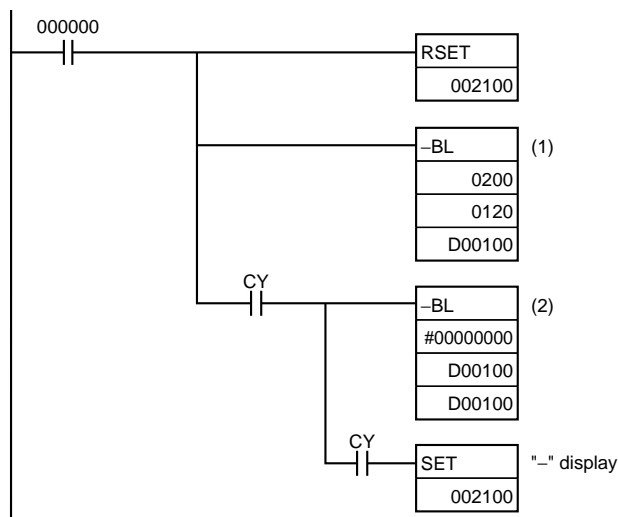 000000
RSET
002100
–BL (1)
0200
0120
D00100
CY
–BL (2)
#00000000
D00100
D00100
CY
SET "–" display
002100